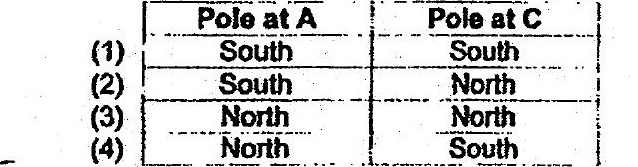 Pole at A Pole at C
(1) South South
(2) South North
(3) North North
(4) North South